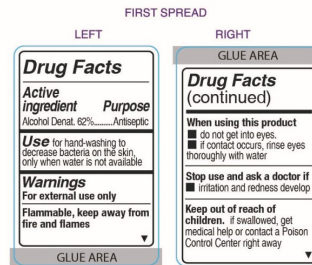 FIRST SPREAD
LEFT
Drug Facts
Active
ingredient Purpose
Alcohol Denat. 62%.........Antiseptic
Use for hand-washing to
decrease bacteria on the skin,
only when water is not available
Warnings
For external use only
Flammable, keep away from
fire and flames
GLUE AREA
RIGHT
GLUE AREA
Drug Facts
(continued)
When using this product
■ do not get into eyes.
■ if contact occurs, rinse eyes
thoroughly with water
Stop use and ask a doctor if
■ irritation and redness develop
Keep out of reach of
children. if swallowed, get
medical help or contact a Poison
Control Center right away